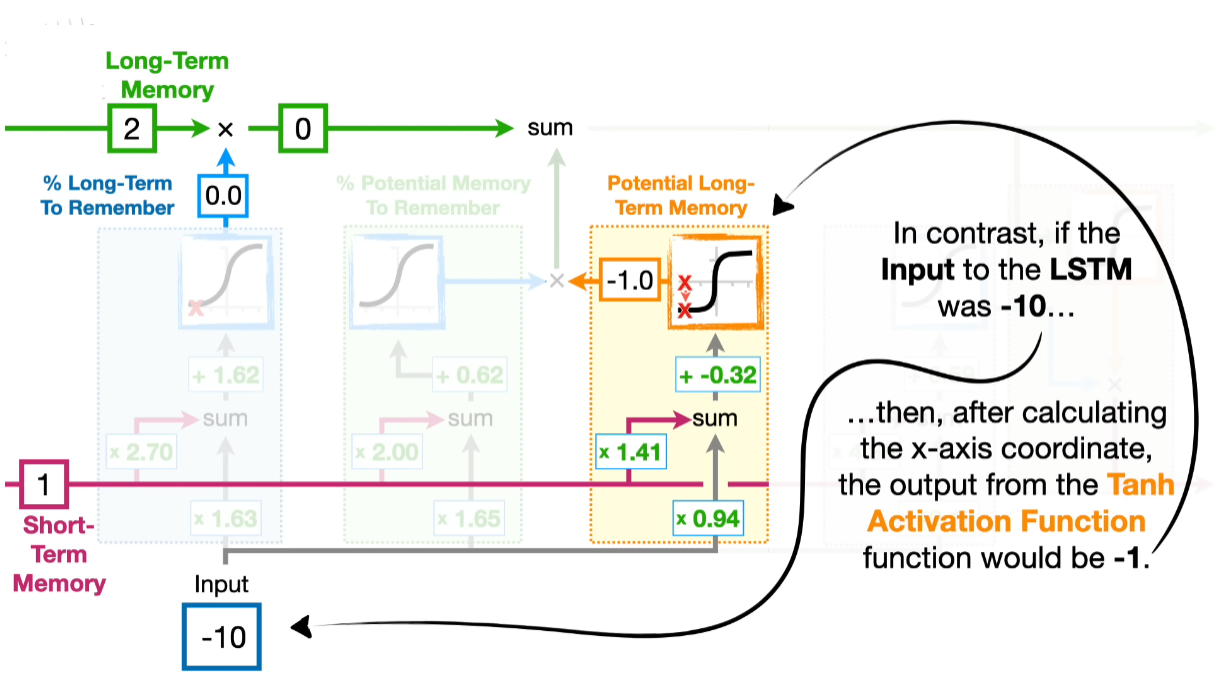 Long-Term
Memory
2
×
0
sum
% Long-Term
To Remember
0.0
% Potential Memory
To Remember
Potential Long-
Term Memory
×
-1.0
X
X
X
+ 1.62
+ 0.62
+ -0.32
sum
sum
sum
x 2.70
x 2.00
x 1.41
1
Short-
Term
Memory
x 1.63
x 1.65
x 0.94
Input
-10
In contrast, if the
Input to the LSTM
was -10…
…then, after calculating
the x-axis coordinate,
the output from the Tanh
Activation Function
function would be -1.